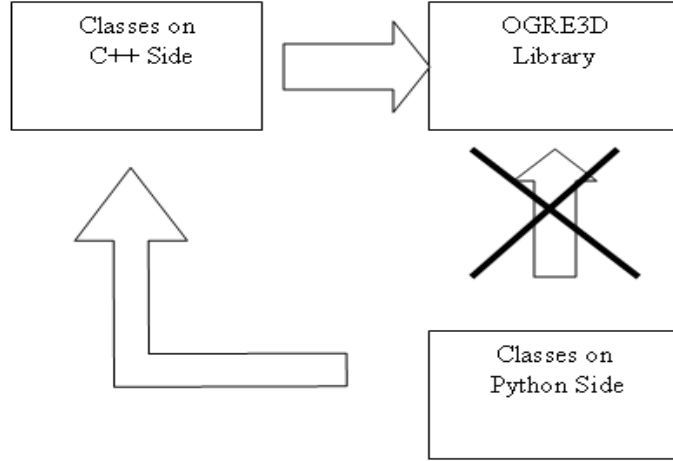 Classes on
C++ Side
OGRE3D
Library
Classes on
Python Side